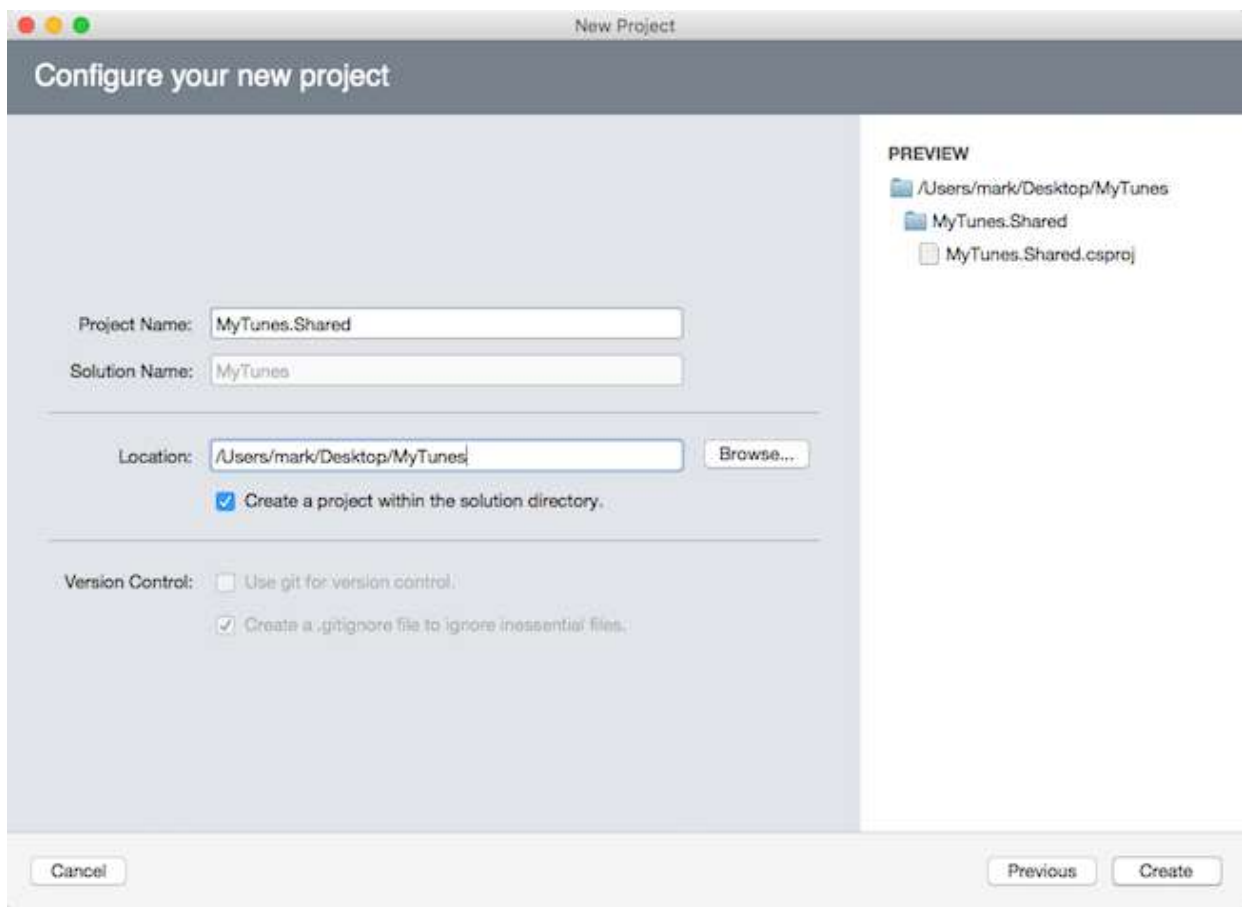 New Project
Configure your new project
PREVIEW
/Users/mark/Desktop/MyTunes
MyTunes.Shared
MyTunes.Shared.csproj
Project Name: MyTunes.Shared
Solution Name: MyTunes
Location: /Users/mark/Desktop/MyTunes Browse...
Create a project within the solution directory.
Version Control: Use git for version control.
Create a .gitignore file to ignore inessential files.
Cancel Previous Create